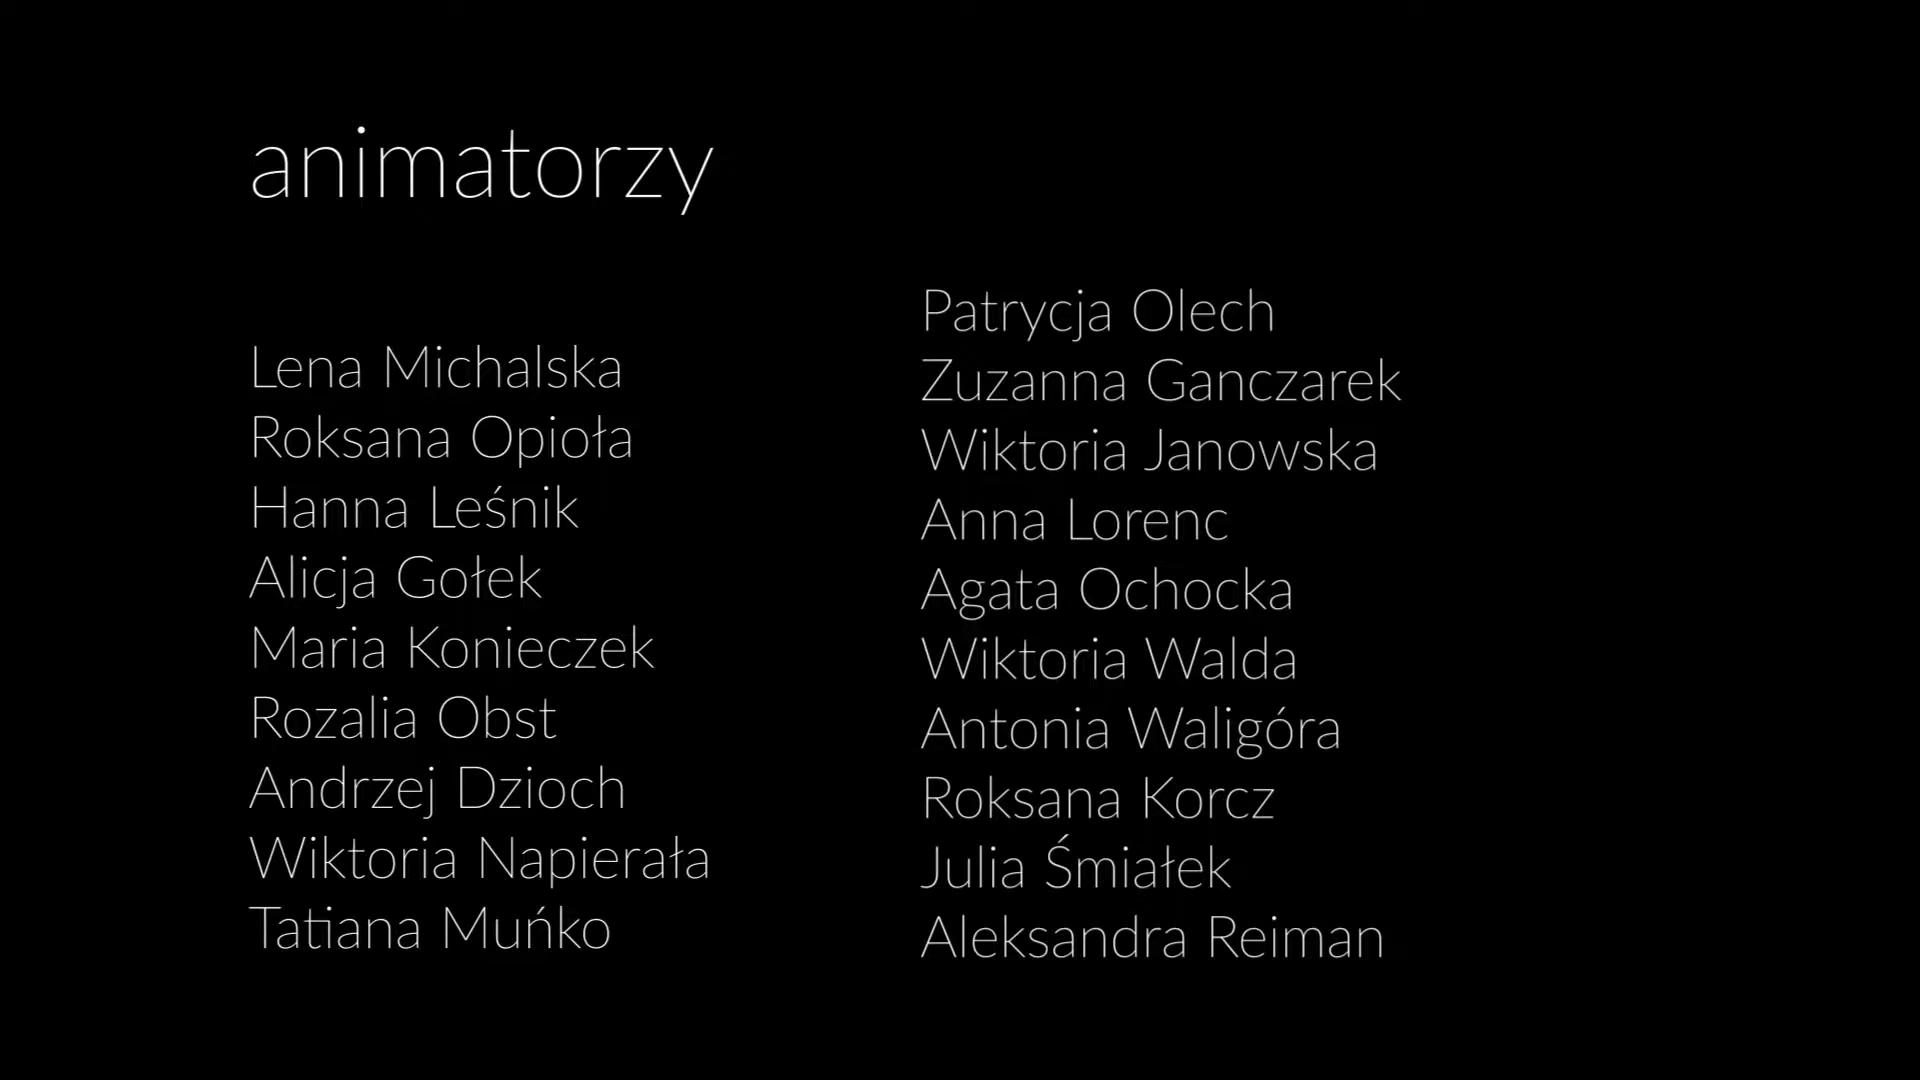 animatorzy
Lena Michalska
Roksana Opioła
Hanna Leśnik
Alicja Gołek
Maria Konieczek
Rozalia Obst
Andrzej Dzioch
Wiktoria Napierała
Tatiana Muńko
Patrycja Olech
Zuzanna Ganczarek
Wiktoria Janowska
Anna Lorenc
Agata Ochocka
Wiktoria Walda
Antonia Waligóra
Roksana Korcz
Julia Śmiałek
Aleksandra Reiman